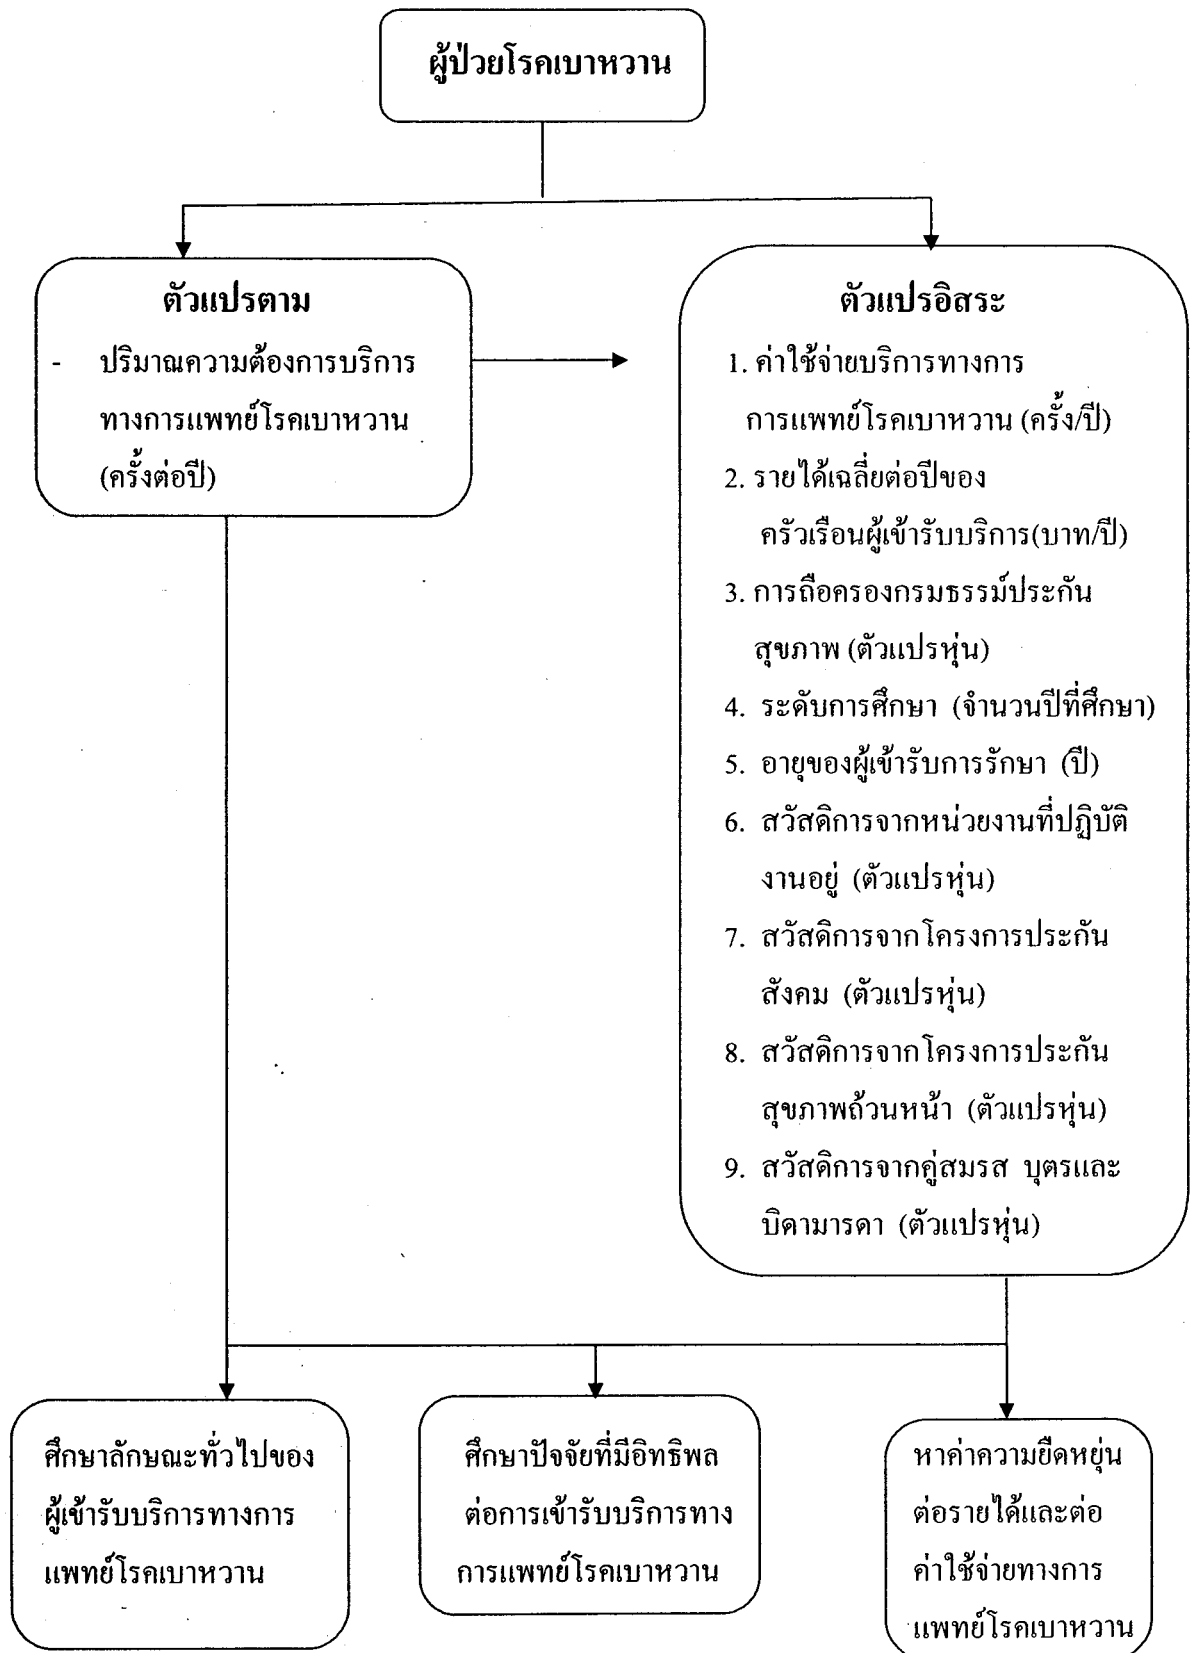 ผู้ป่วยโรคเบาหวาน
ตัวแปรตาม
- ปริมาณความต้องการบริการ
ทางการแพทย์โรคเบาหวาน
(ครั้งต่อปี)
ตัวแปรอิสระ
1. ค่าใช้จ่ายบริการทางการ
การแพทย์โรคเบาหวาน (ครั้ง/ปี)
2. รายได้เฉลี่ยต่อปีของ
ครัวเรือนผู้เข้ารับบริการ(บาท/ปี)
3. การถือครองกรมธรรม์ประกัน
สุขภาพ (ตัวแปรหุ่น)
4. ระดับการศึกษา (จำนวนปีที่ศึกษา)
5. อายุของผู้เข้ารับการรักษา (ปี)
6. สวัสดิการจากหน่วยงานที่ปฏิบัติ
งานอยู่ (ตัวแปรหุ่น)
7. สวัสดิการจากโครงการประกัน
สังคม (ตัวแปรหุ่น)
8. สวัสดิการจากโครงการประกัน
สุขภาพถ้วนหน้า (ตัวแปรหุ่น)
9. สวัสดิการจากคู่สมรส บุตรและ
บิดามารดา (ตัวแปรหุ่น)
ศึกษาลักษณะทั่วไปของ
ผู้เข้ารับบริการทางการ
แพทย์โรคเบาหวาน
ศึกษาปัจจัยที่มีอิทธิพล
ต่อการเข้ารับบริการทาง
การแพทย์โรคเบาหวาน
หาค่าความยืดหยุ่น
ต่อรายได้และต่อ
ค่าใช้จ่ายทางการ
แพทย์โรคเบาหวาน